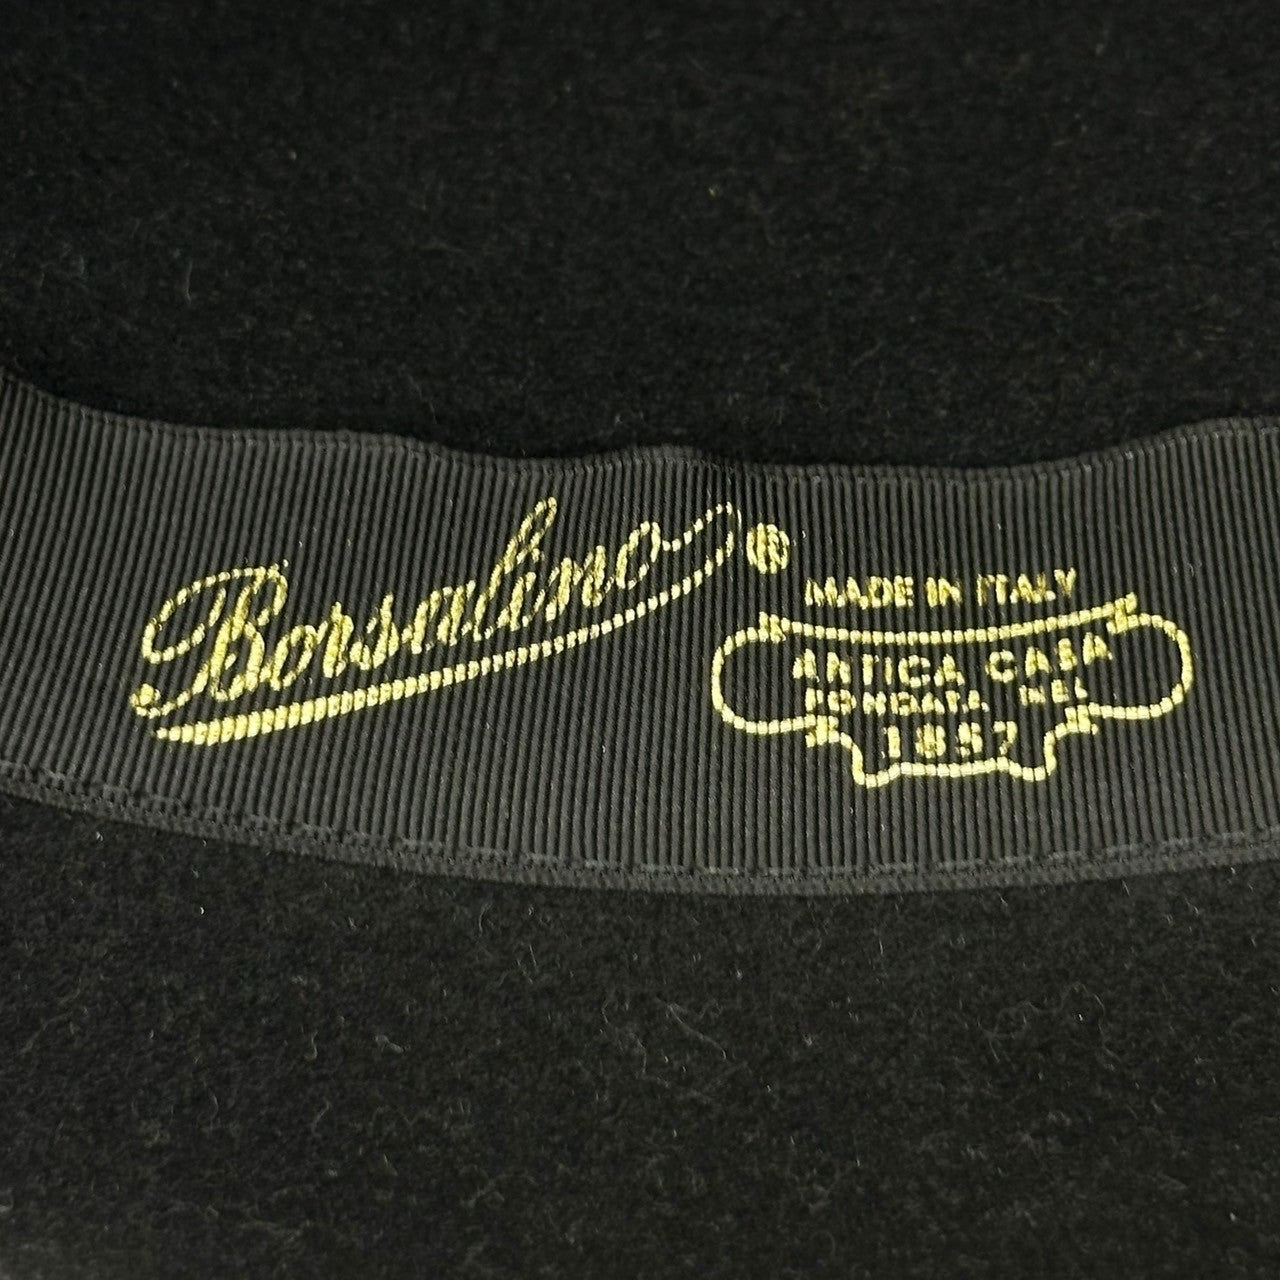 Borsalino®
MADE IN ITALY
ANTICA CASA
FONDATA NEL
1857